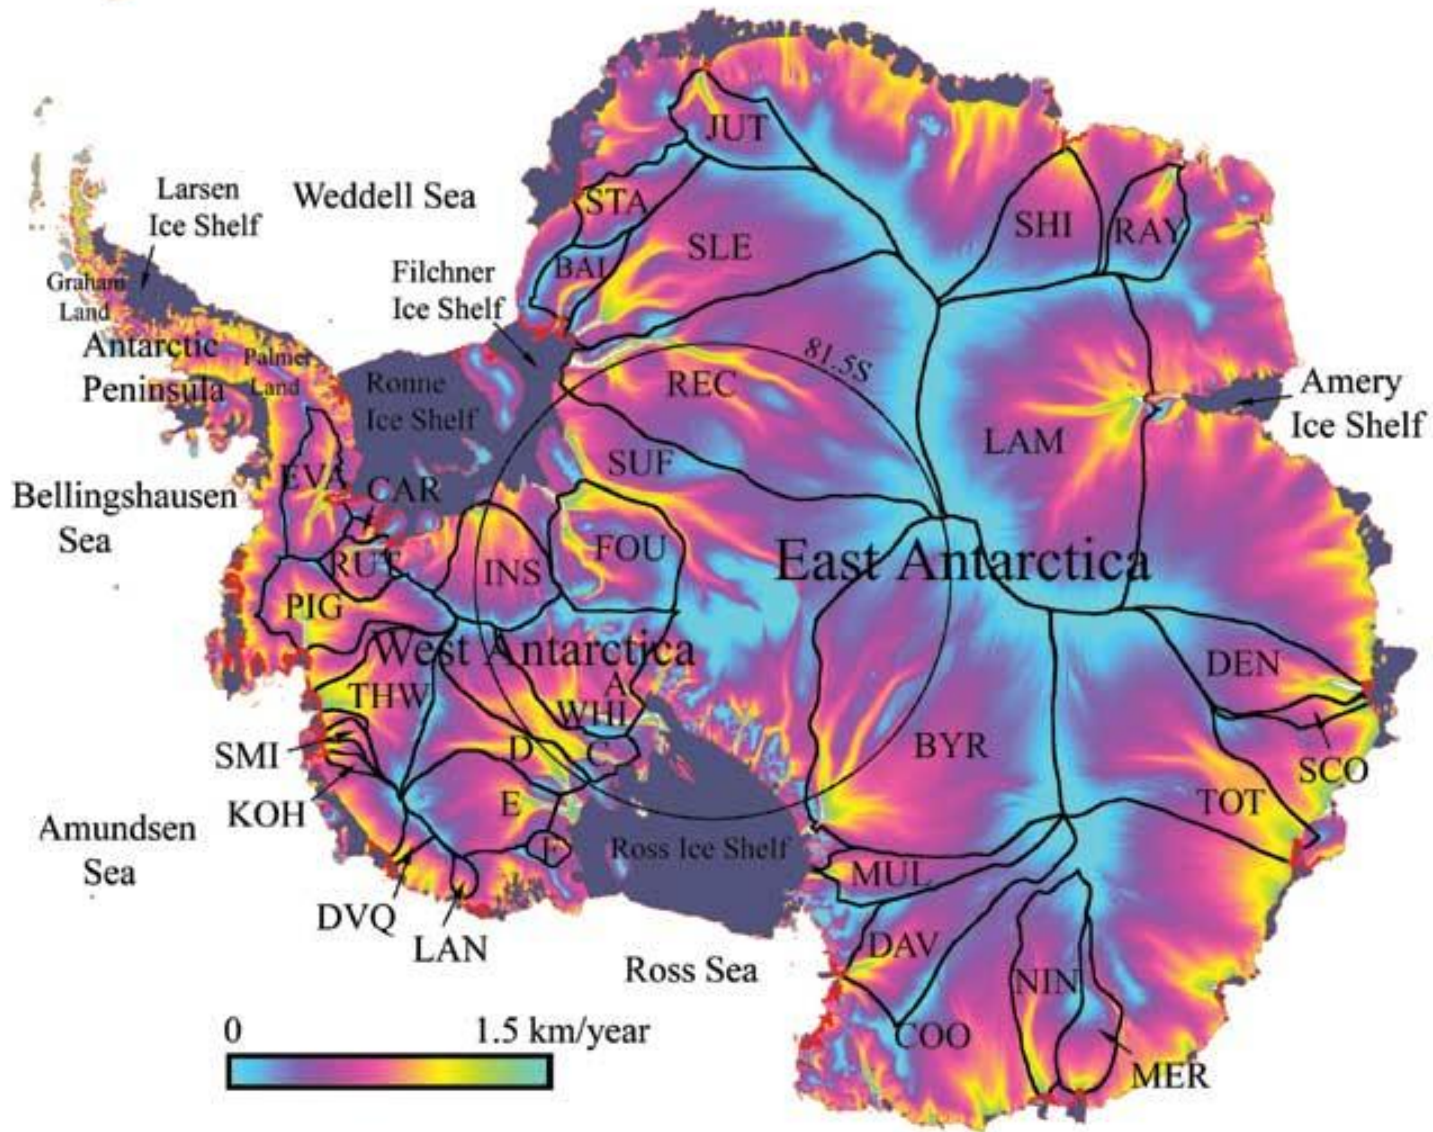 JUT
Larsen
Ice Shelf
Weddell Sea
STA
SHI
RAY
SLE
BAL
Filchner
Ice Shelf
Graham
Land
Antarctic
Peninsula
Palmer
Land
81.5S
Ronne
Ice Shelf
REC
Amery
Ice Shelf
LAM
SUF
EVA
CAR
Bellingshausen
Sea
FOU
East Antarctica
RUT
INS
PIG
West Antarctica
DEN
A
THW
WHI
SMI
D
C
BYR
SCO
KOH
E
TOT
Amundsen
Sea
F
Ross Ice Shelf
MUL
DVQ
LAN
DAV
Ross Sea
NIN
0
1.5 km/year
COO
MER